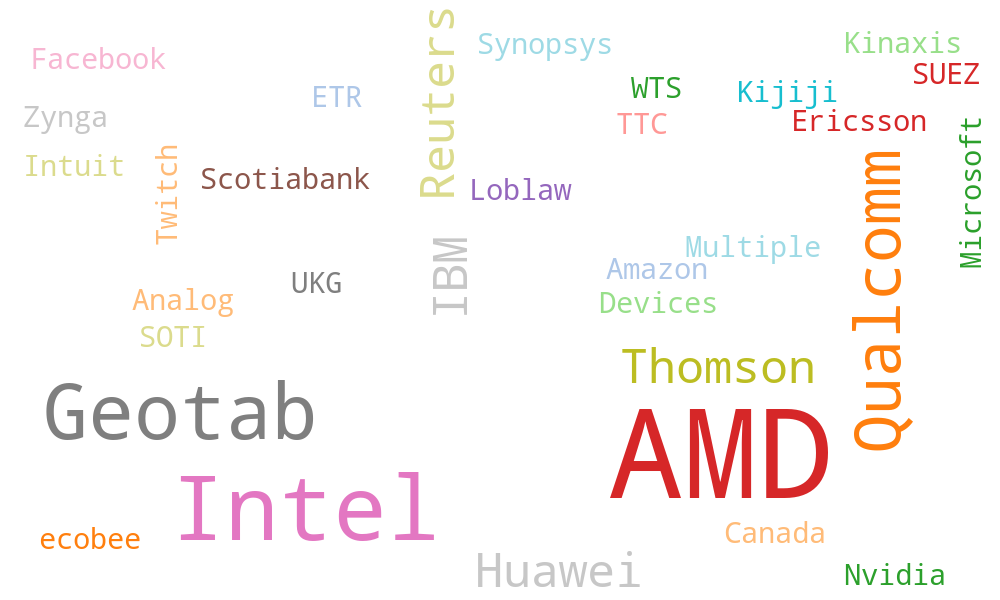 Facebook
Synopsys
Kinaxis
SUEZ
Reuters
WTS
Kijiji
ETR
Zynga
TTC
Ericsson
Intuit
Twitch
Scotiabank
Loblaw
Microsoft
Qualcomm
Multiple
Amazon
IBM
UKG
Analog
Devices
SOTI
Thomson
Geotab
AMD
Intel
Canada
ecobee
Huawei
Nvidia